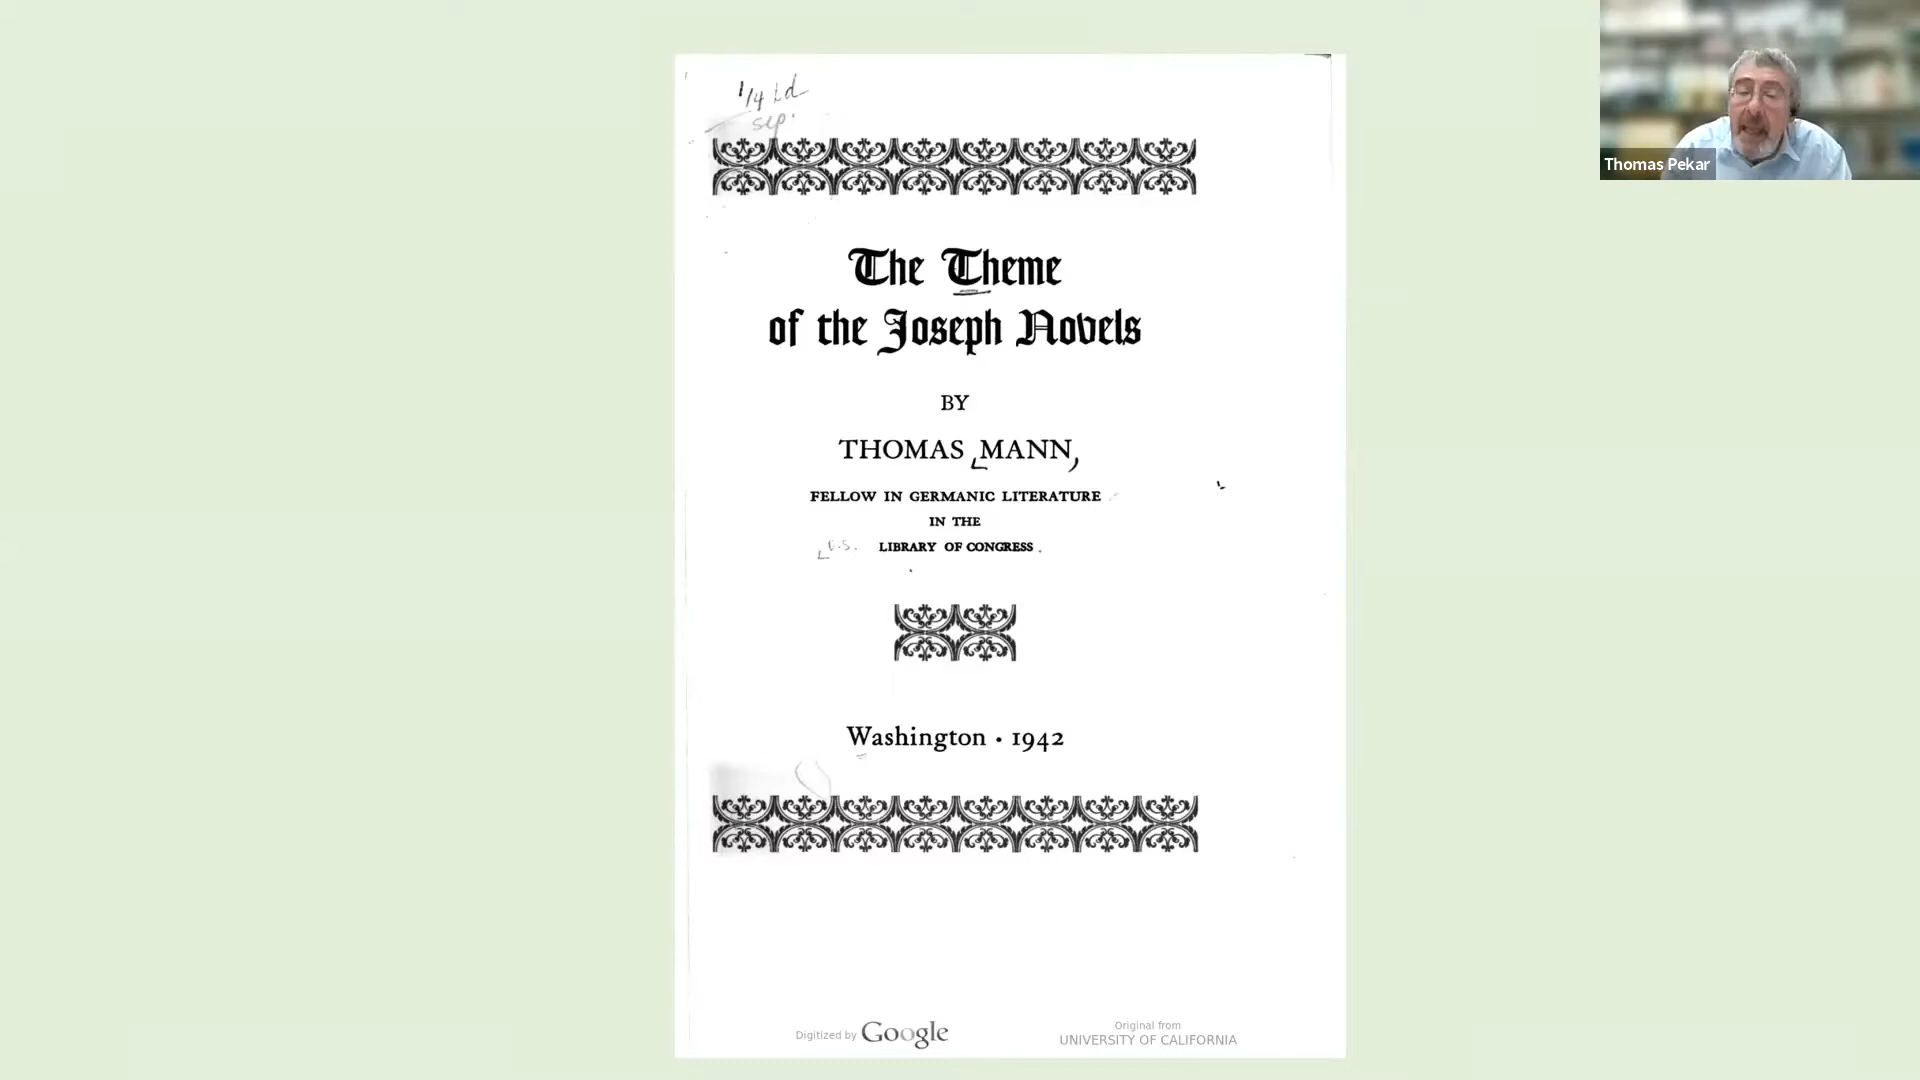 1/4 Ld
sep.
The Theme
of the Joseph Novels
BY
THOMAS MANN,
FELLOW IN GERMANIC LITERATURE
IN THE
U.S. LIBRARY OF CONGRESS.
Washington · 1942
Digitized by Google
Original from
UNIVERSITY OF CALIFORNIA
Thomas Pekar